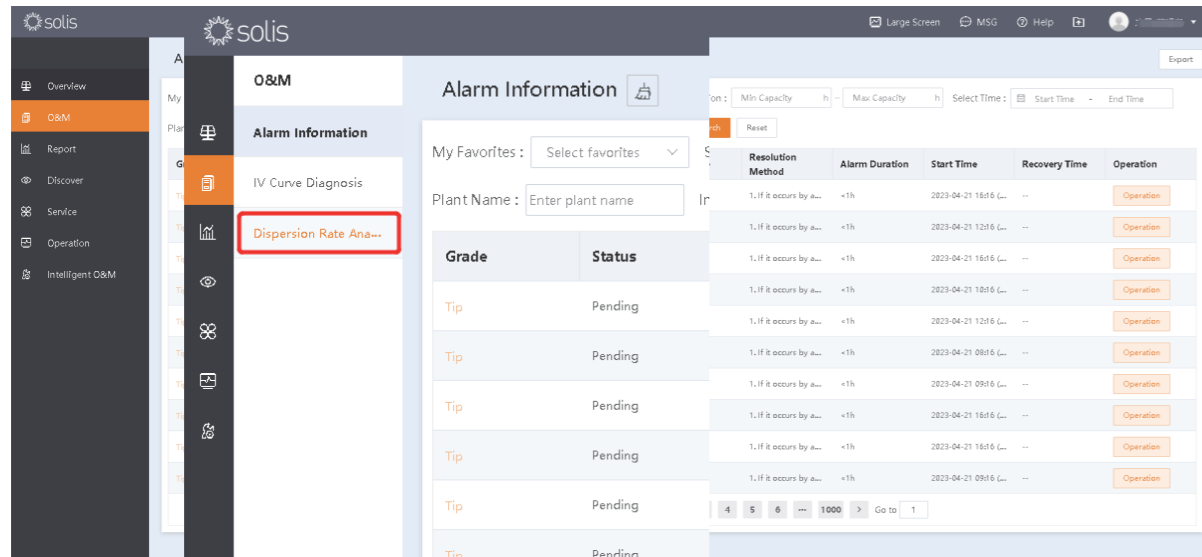 solis
Overview
O&M
Report
Discover
Service
Operation
Intelligent O&M
A
My
Plan
G
solis
O&M
Alarm Information
IV Curve Diagnosis
Dispersion Rate Ana...
Alarm Information
My Favorites : Select favorites S
Plant Name : Enter plant name In
Grade Status
Tip Pending
Tip Pending
Tip Pending
Tip Pending
Tip Pending
Tip Pending
Large Screen MSG Help
Export
on : Min Capacity h – Max Capacity h Select Time : Start Time - End Time
rch Reset
Resolution Method Alarm Duration Start Time Recovery Time Operation
1. If it occurs by a... <1h 2023-04-21 16:16 (... -- Operation
1. If it occurs by a... <1h 2023-04-21 12:16 (... -- Operation
1. If it occurs by a... <1h 2023-04-21 16:16 (... -- Operation
1. If it occurs by a... <1h 2023-04-21 10:16 (... -- Operation
1. If it occurs by a... <1h 2023-04-21 12:16 (... -- Operation
1. If it occurs by a... <1h 2023-04-21 08:16 (... -- Operation
1. If it occurs by a... <1h 2023-04-21 09:16 (... -- Operation
1. If it occurs by a... <1h 2023-04-21 16:16 (... -- Operation
1. If it occurs by a... <1h 2023-04-21 16:16 (... -- Operation
1. If it occurs by a... <1h 2023-04-21 09:16 (... -- Operation
4 5 6 ... 1000 > Go to 1